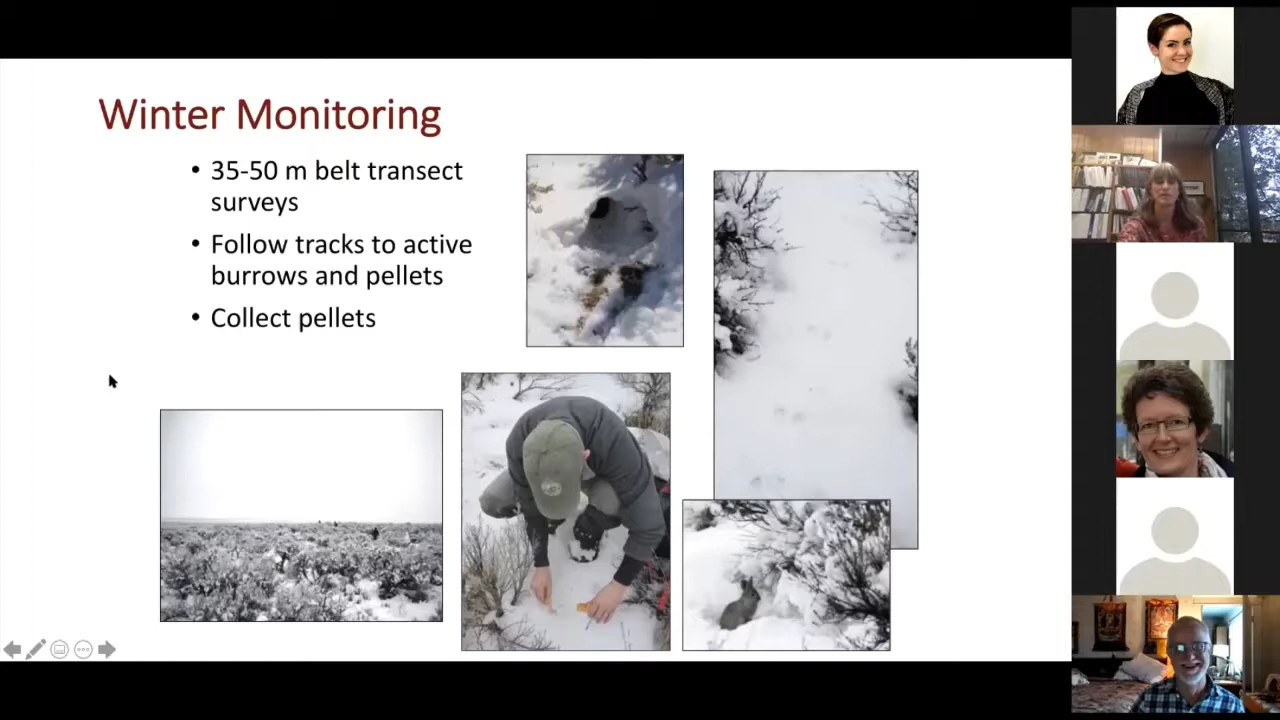 Winter Monitoring
• 35-50 m belt transect
surveys
• Follow tracks to active
burrows and pellets
• Collect pellets